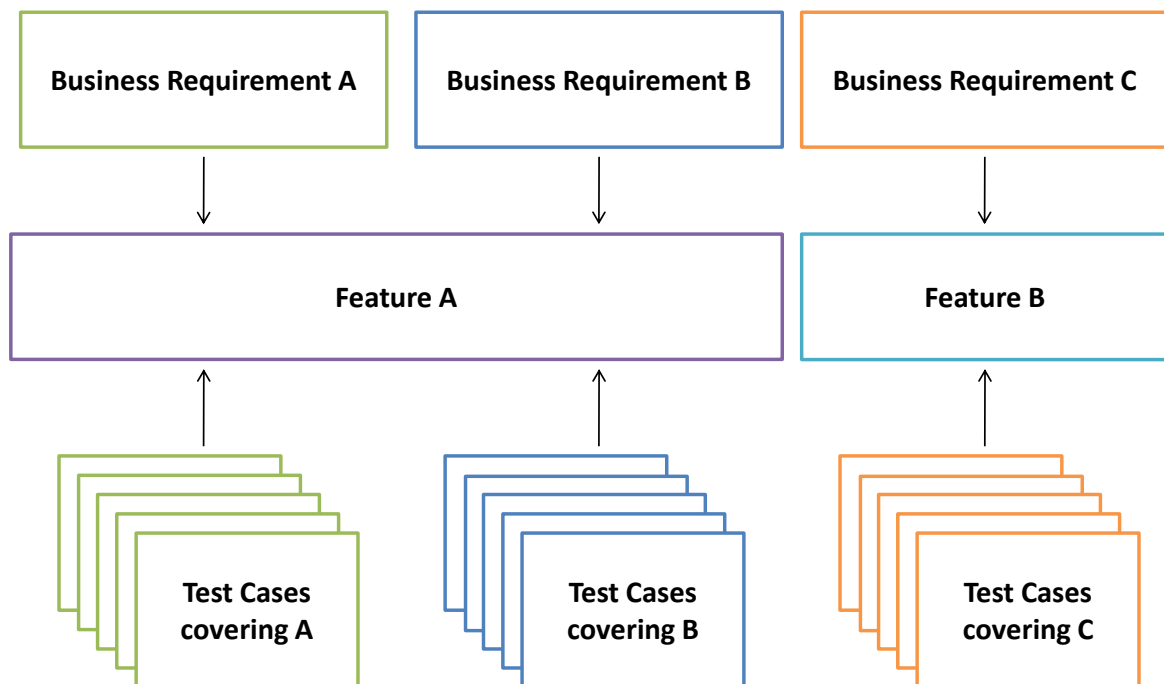 Business Requirement A
Business Requirement B
Business Requirement C
Feature A
Feature B
Test Cases
covering A
Test Cases
covering B
Test Cases
covering C